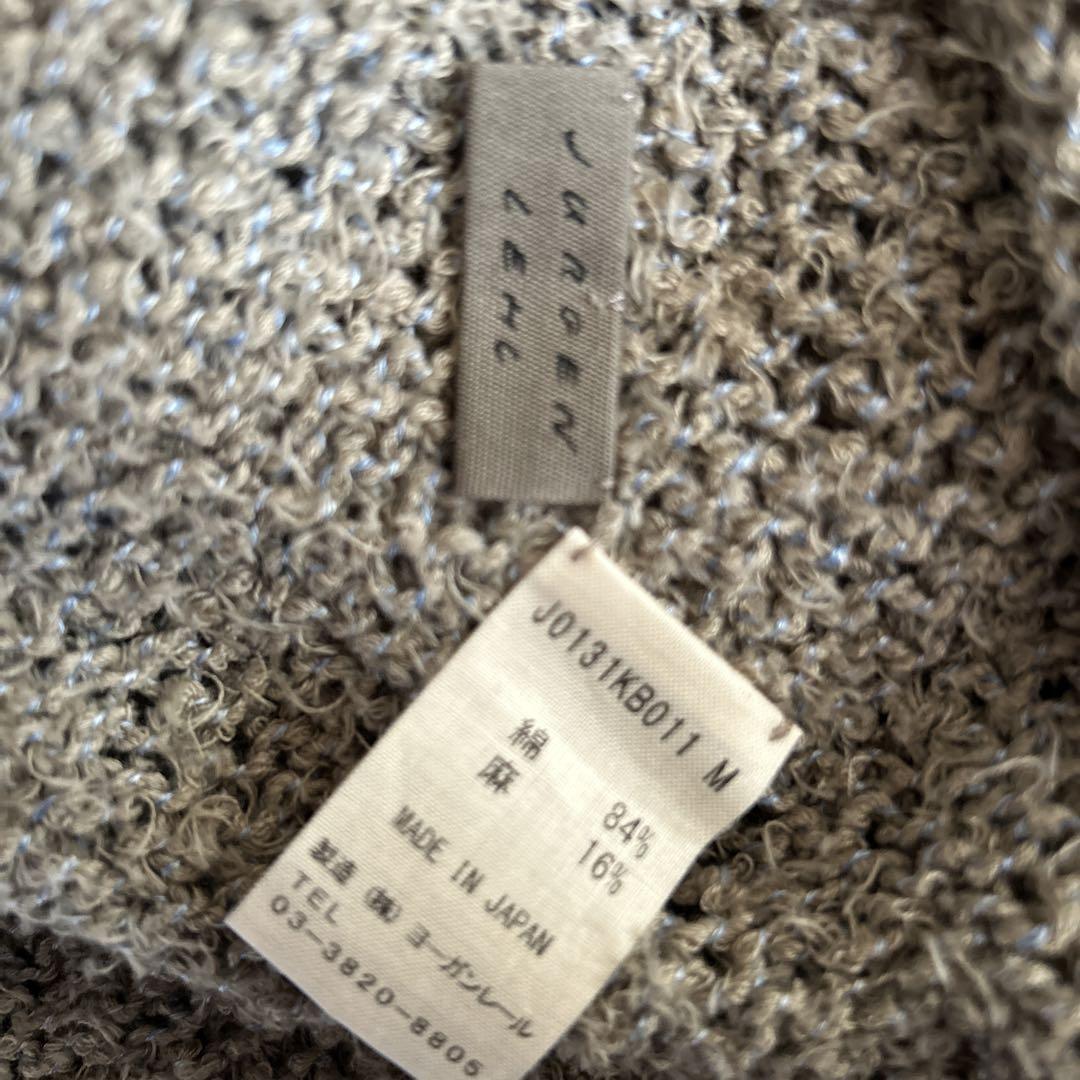 JURGEN
LEHL
J0131KB011 M
綿 84%
麻 16%
MADE IN JAPAN
製造 ㈱ ヨーガンレール
TEL
03-3820-8805